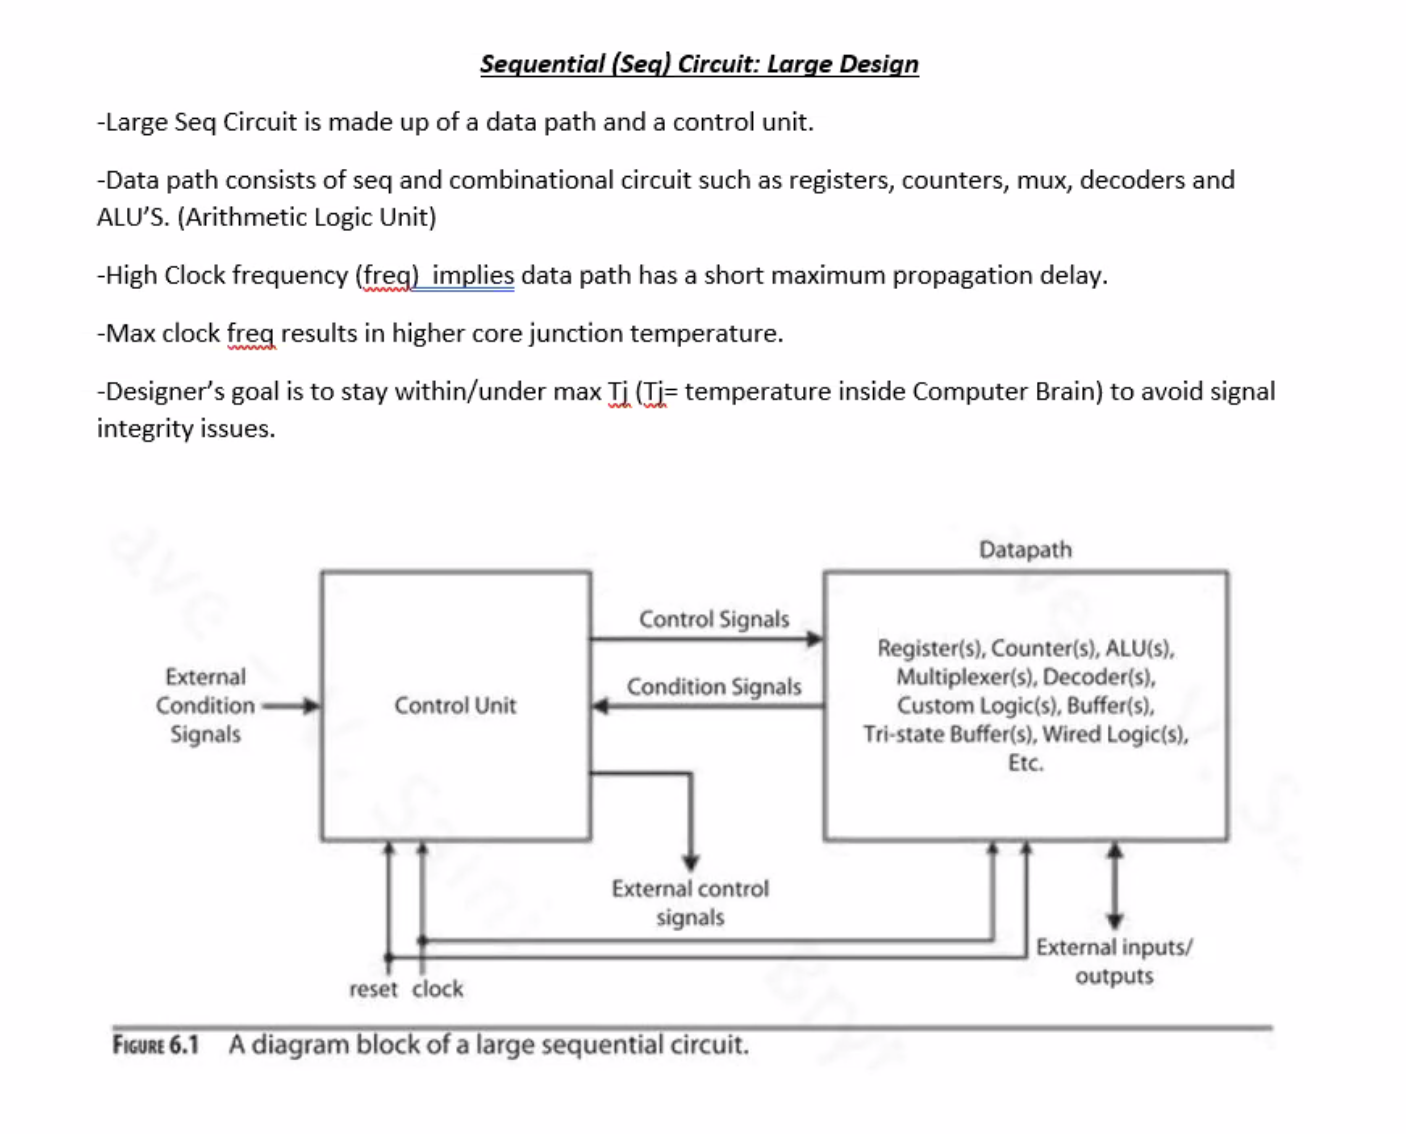 Sequential (Seq) Circuit: Large Design
-Large Seq Circuit is made up of a data path and a control unit.
-Data path consists of seq and combinational circuit such as registers, counters, mux, decoders and
ALU'S. (Arithmetic Logic Unit)
-High Clock frequency (freq)  implies data path has a short maximum propagation delay.
-Max clock freq results in higher core junction temperature.
-Designer's goal is to stay within/under max Tj (Tj= temperature inside Computer Brain) to avoid signal
integrity issues.
Datapath
Control Signals
Register(s), Counter(s), ALU(s),
Multiplexer(s), Decoder(s),
Custom Logic(s), Buffer(s),
Tri-state Buffer(s), Wired Logic(s),
Etc.
External
Condition
Signals
Control Unit
Condition Signals
External control
signals
External inputs/
outputs
reset clock
FIGURE 6.1 A diagram block of a large sequential circuit.